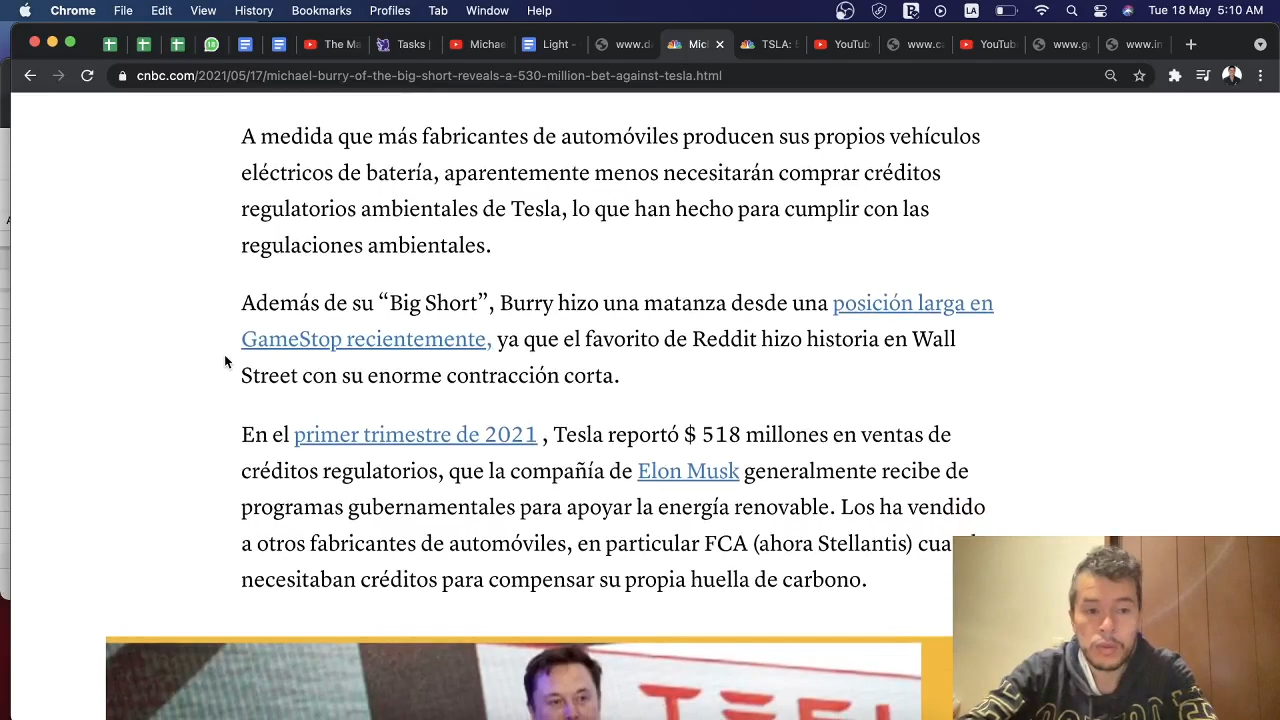 Chrome File Edit View History Bookmarks Profiles Tab Window Help LA Tue 18 May 5:10 AM
The Ma Tasks Michae Light - www.d Mic TSLA: YouTub www.c YouTub www.g www.in
cnbc.com/2021/05/17/michael-burry-of-the-big-short-reveals-a-530-million-bet-against-tesla.html
A medida que más fabricantes de automóviles producen sus propios vehículos
eléctricos de batería, aparentemente menos necesitarán comprar créditos
regulatorios ambientales de Tesla, lo que han hecho para cumplir con las
regulaciones ambientales.
Además de su “Big Short”, Burry hizo una matanza desde una posición larga en
GameStop recientemente, ya que el favorito de Reddit hizo historia en Wall
Street con su enorme contracción corta.
En el primer trimestre de 2021 , Tesla reportó $ 518 millones en ventas de
créditos regulatorios, que la compañía de Elon Musk generalmente recibe de
programas gubernamentales para apoyar la energía renovable. Los ha vendido
a otros fabricantes de automóviles, en particular FCA (ahora Stellantis)
necesitaban créditos para compensar su propia huella de carbono.